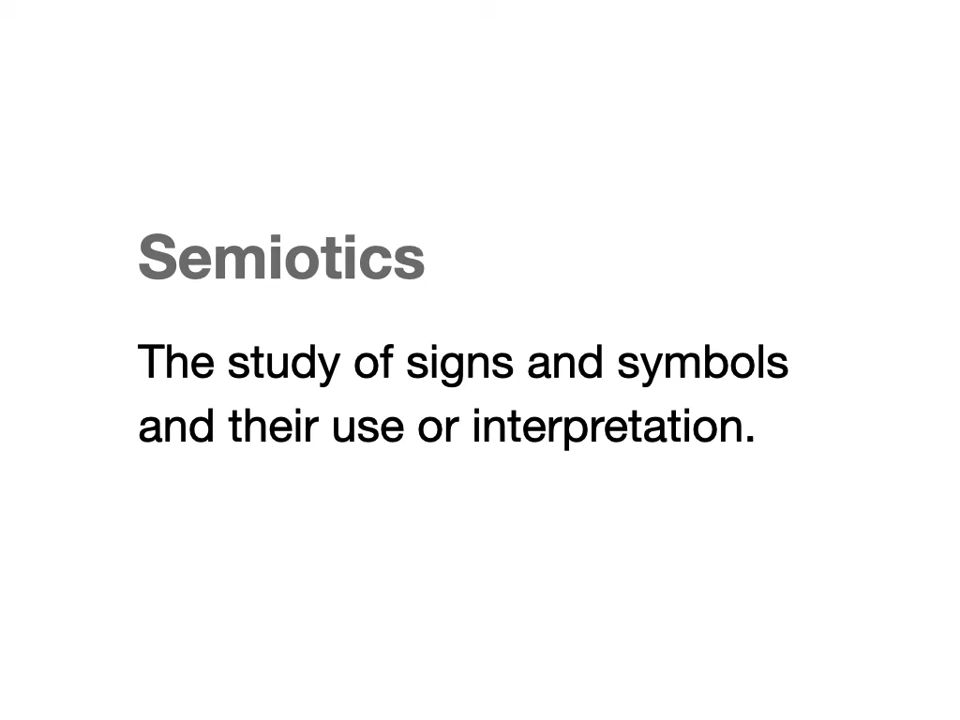 Semiotics
The study of signs and symbols
and their use or interpretation.